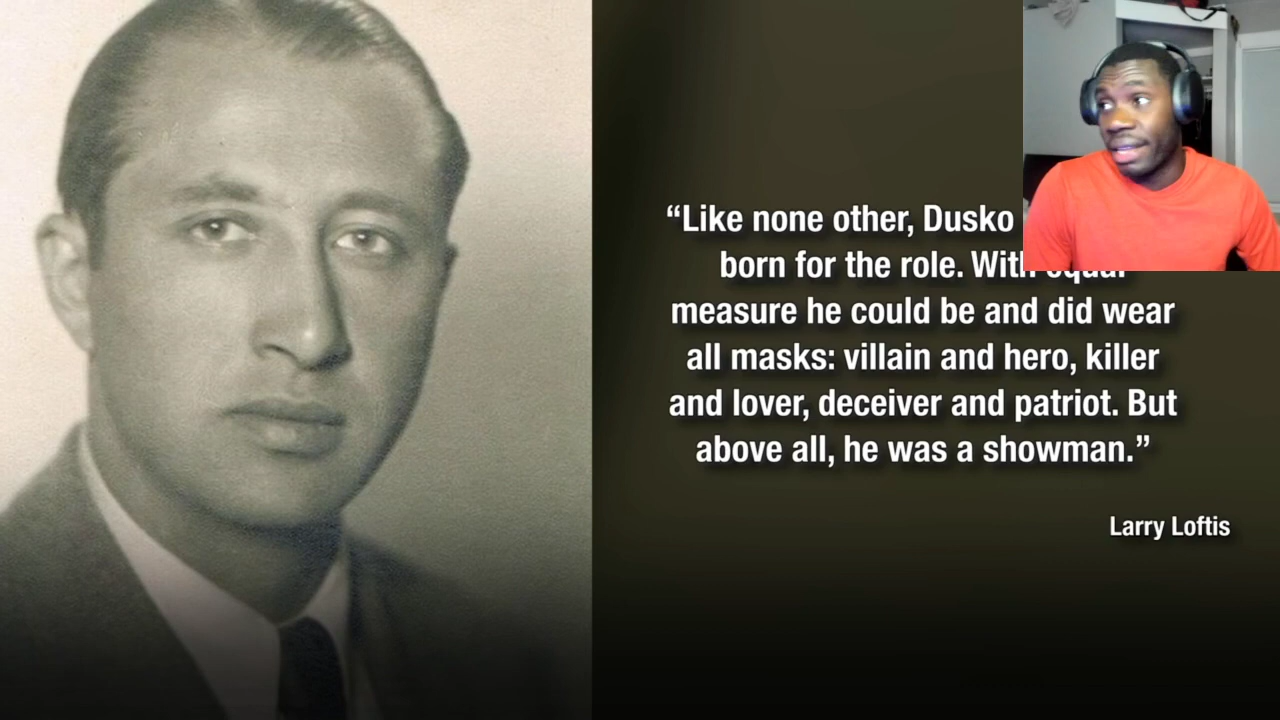 “Like none other, Dusko
born for the role. With equal
measure he could be and did wear
all masks: villain and hero, killer
and lover, deceiver and patriot. But
above all, he was a showman.”
Larry Loftis